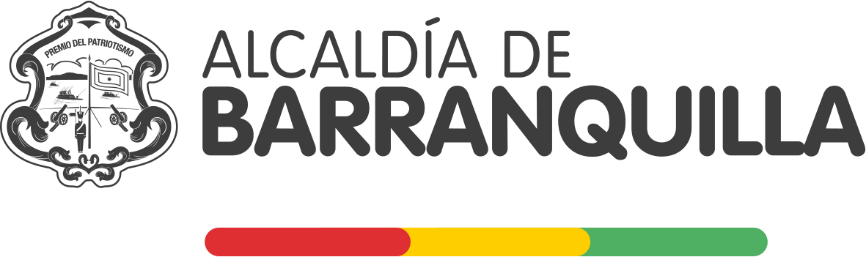 PREMIO DEL PATRIOTISMO
ALCALDÍA DE
BARRANQUILLA